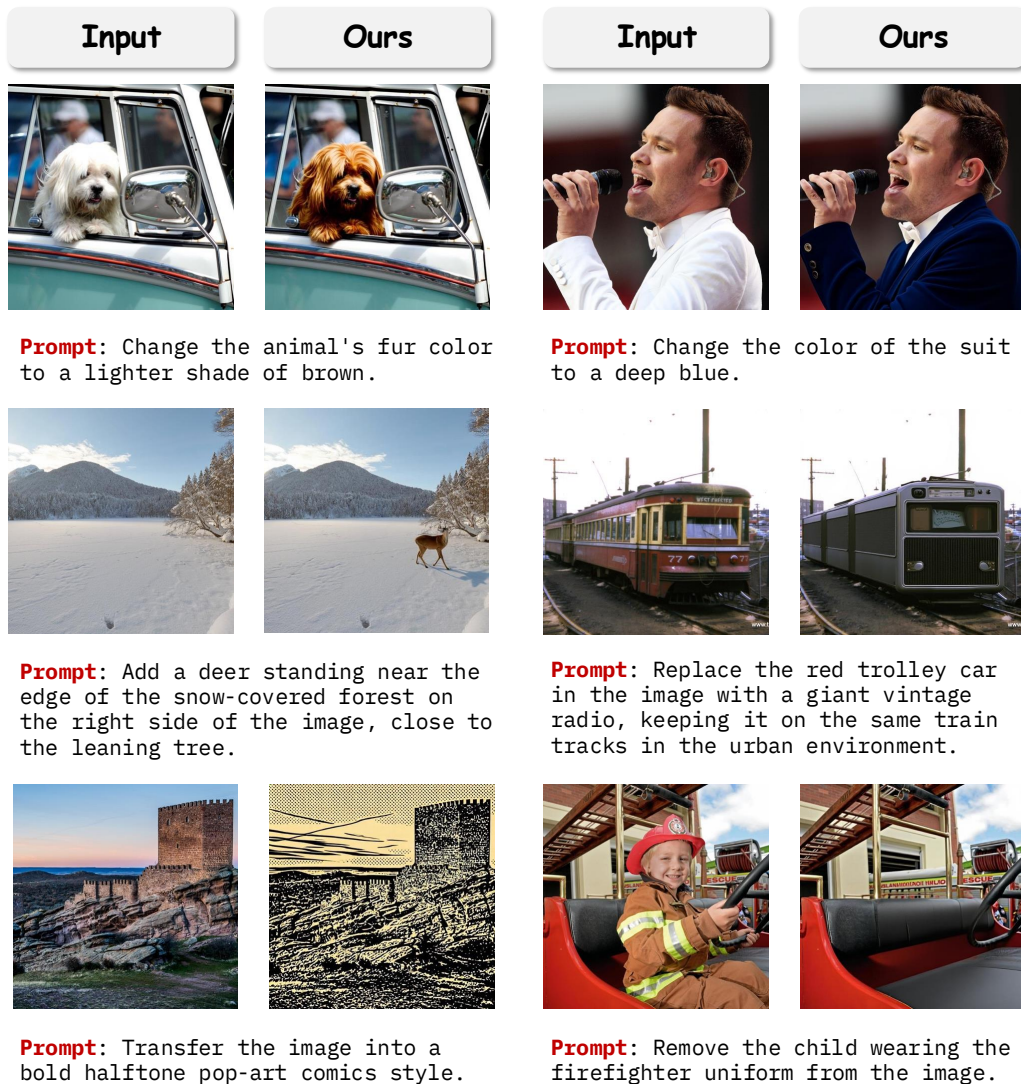 Input
Ours
Input
Ours
Prompt: Change the animal's fur color
to a lighter shade of brown.
Prompt: Change the color of the suit
to a deep blue.
WEST CHESTER
77
Prompt: Add a deer standing near the
edge of the snow-covered forest on
the right side of the image, close to
the leaning tree.
Prompt: Replace the red trolley car
in the image with a giant vintage
radio, keeping it on the same train
tracks in the urban environment.
RESCUE
ESCUE
Prompt: Transfer the image into a
bold halftone pop-art comics style.
Prompt: Remove the child wearing the
firefighter uniform from the image.